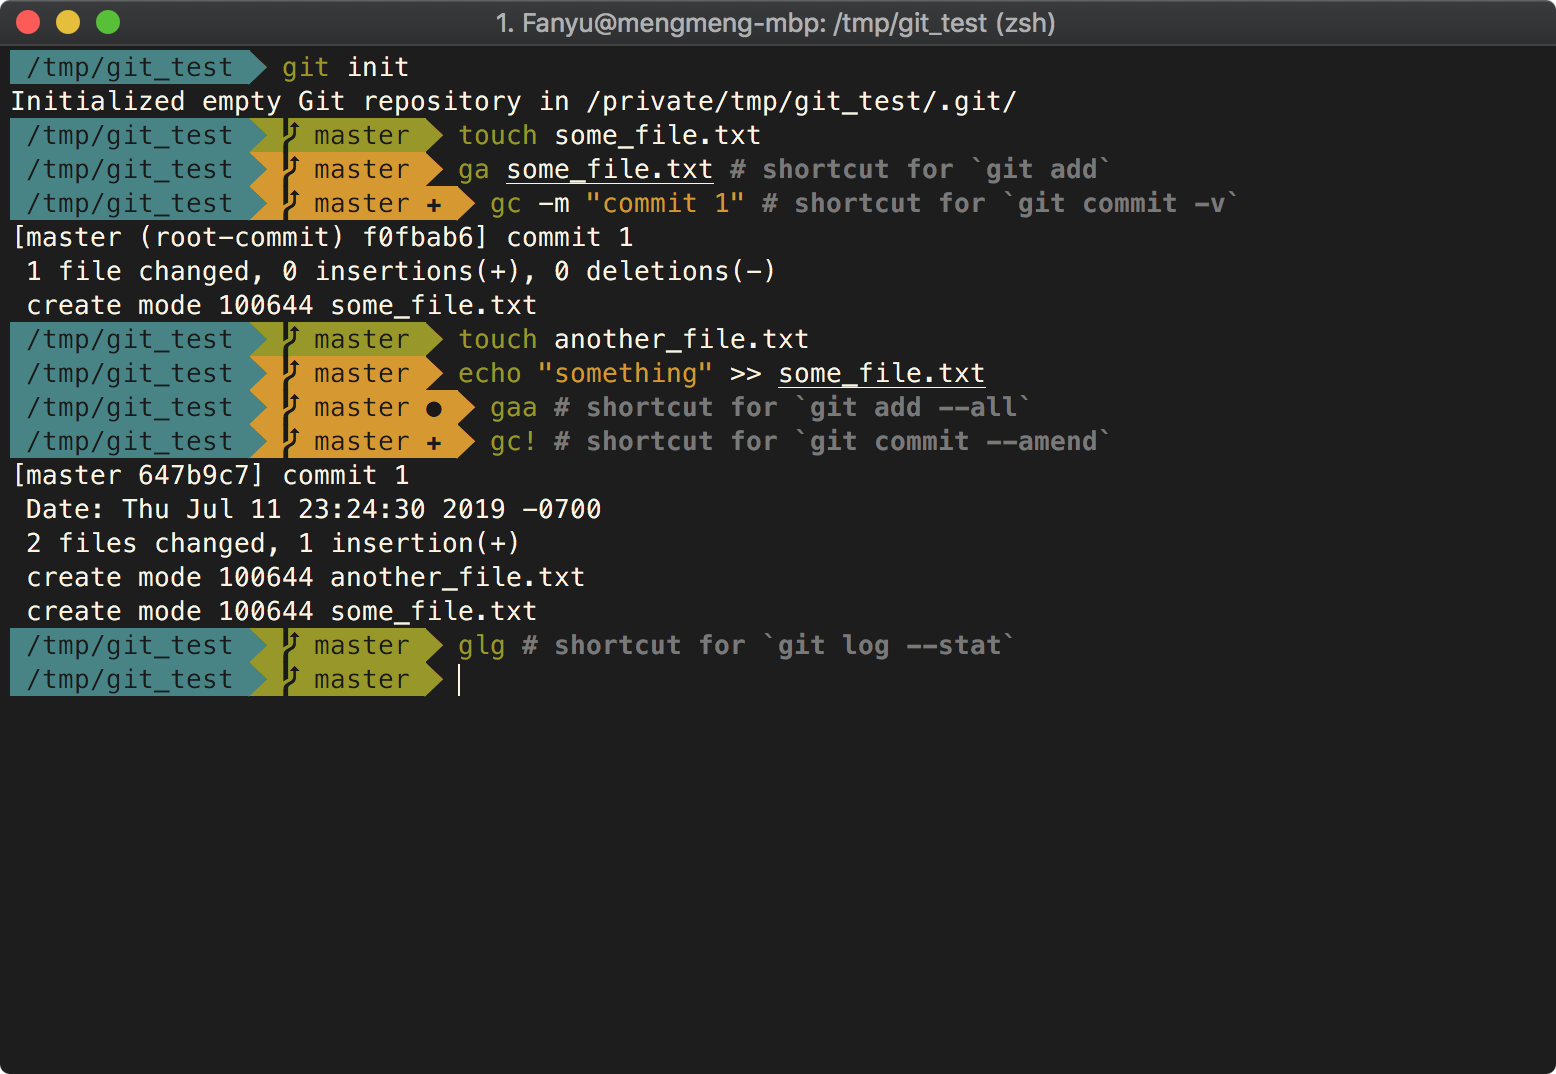 1. Fanyu@mengmeng-mbp: /tmp/git_test (zsh)
/tmp/git_test git init
Initialized empty Git repository in /private/tmp/git_test/.git/
/tmp/git_test master touch some_file.txt
/tmp/git_test master ga some_file.txt # shortcut for `git add`
/tmp/git_test master + gc -m "commit 1" # shortcut for `git commit -v`
[master (root-commit) f0fbab6] commit 1
1 file changed, 0 insertions(+), 0 deletions(-)
create mode 100644 some_file.txt
/tmp/git_test master touch another_file.txt
/tmp/git_test master echo "something" >> some_file.txt
/tmp/git_test master ● gaa # shortcut for `git add --all`
/tmp/git_test master + gc! # shortcut for `git commit --amend`
[master 647b9c7] commit 1
Date: Thu Jul 11 23:24:30 2019 -0700
2 files changed, 1 insertion(+)
create mode 100644 another_file.txt
create mode 100644 some_file.txt
/tmp/git_test master glg # shortcut for `git log --stat`
/tmp/git_test master